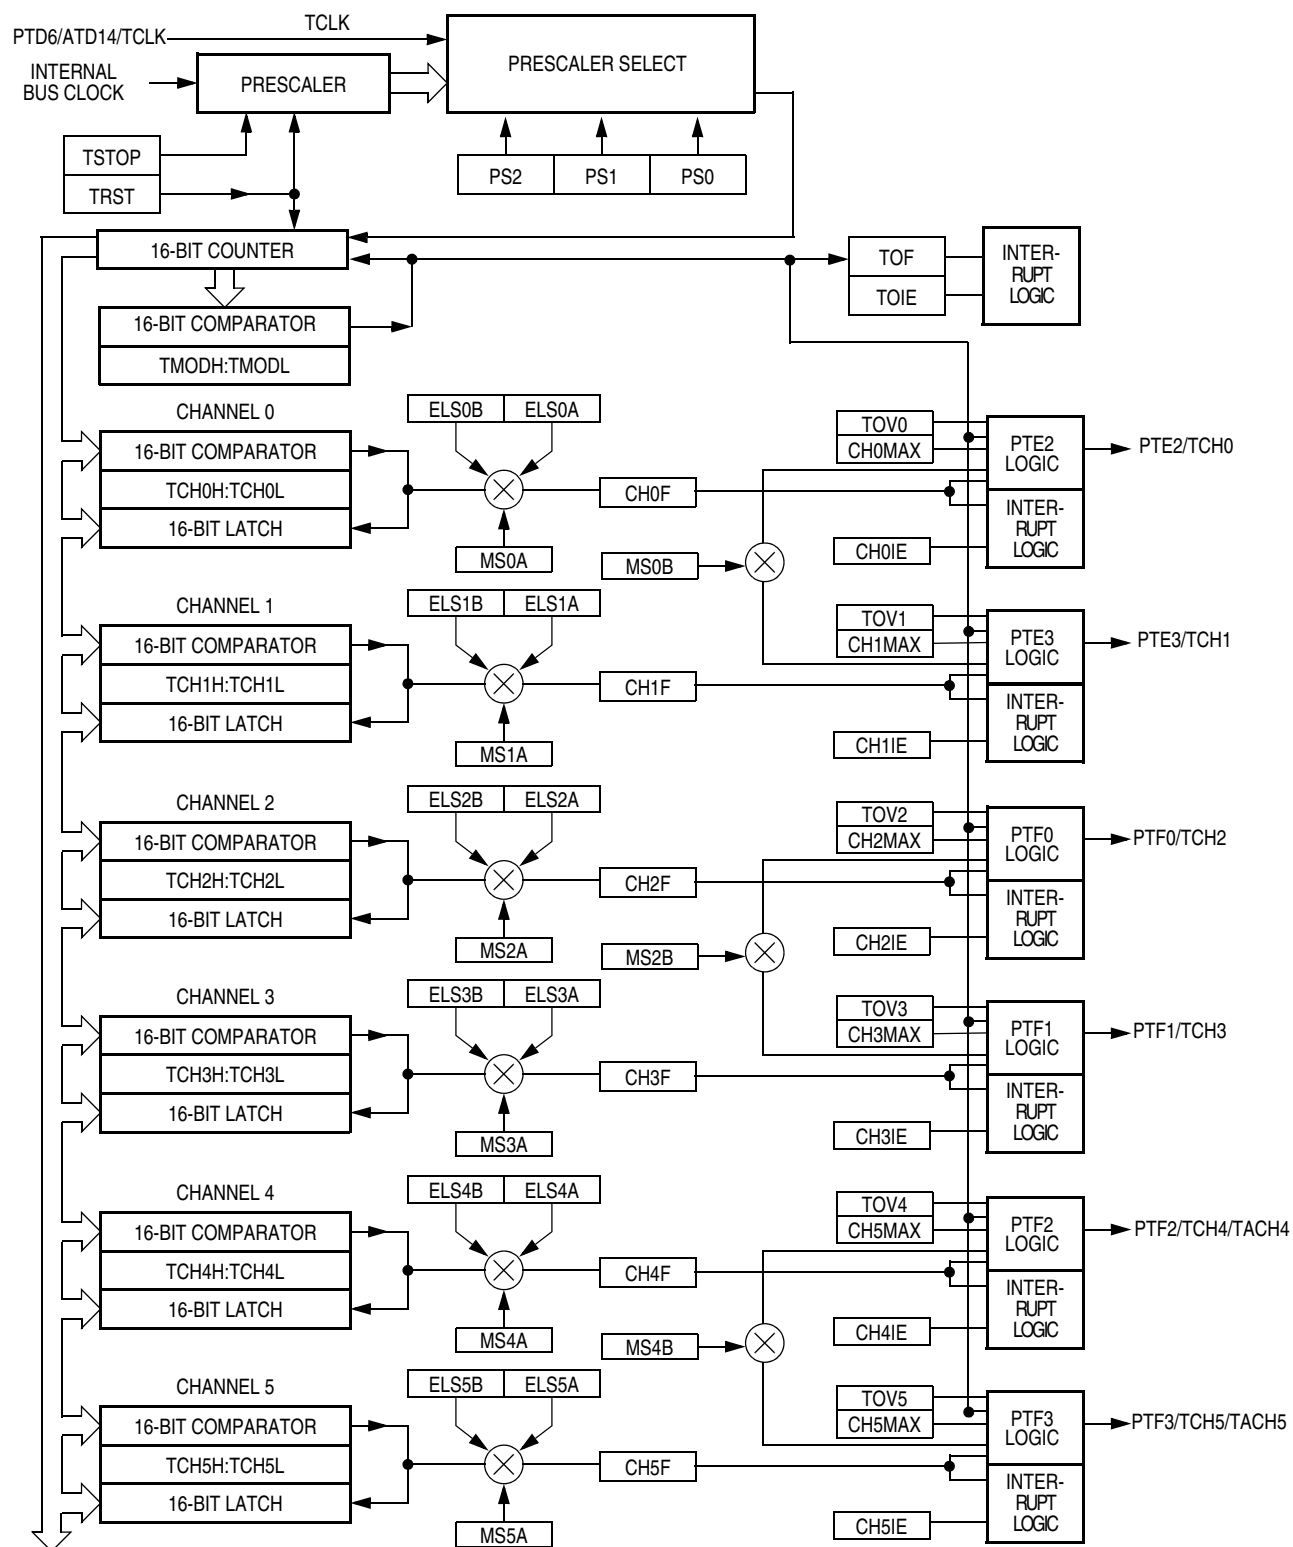 TCLK
PTD6/ATD14/TCLK
PRESCALER SELECT
INTERNAL
BUS CLOCK
PRESCALER
TSTOP
TRST
PS2 PS1 PS0
16-BIT COUNTER
TOF
TOIE
INTER-
RUPT
LOGIC
16-BIT COMPARATOR
TMODH:TMODL
CHANNEL 0
ELS0B ELS0A
TOV0
CH0MAX
PTE2
LOGIC
PTE2/TCH0
16-BIT COMPARATOR
TCH0H:TCH0L
CH0F
16-BIT LATCH
INTER-
RUPT
LOGIC
MS0A
MS0B
CH0IE
CHANNEL 1
ELS1B ELS1A
TOV1
CH1MAX
PTE3
LOGIC
PTE3/TCH1
16-BIT COMPARATOR
TCH1H:TCH1L
CH1F
16-BIT LATCH
INTER-
RUPT
LOGIC
MS1A
CH1IE
CHANNEL 2
ELS2B ELS2A
TOV2
CH2MAX
PTF0
LOGIC
PTF0/TCH2
16-BIT COMPARATOR
TCH2H:TCH2L
CH2F
16-BIT LATCH
INTER-
RUPT
LOGIC
MS2A
MS2B
CH2IE
CHANNEL 3
ELS3B ELS3A
TOV3
CH3MAX
PTF1
LOGIC
PTF1/TCH3
16-BIT COMPARATOR
TCH3H:TCH3L
CH3F
16-BIT LATCH
INTER-
RUPT
LOGIC
MS3A
CH3IE
CHANNEL 4
ELS4B ELS4A
TOV4
CH5MAX
PTF2
LOGIC
PTF2/TCH4/TACH4
16-BIT COMPARATOR
TCH4H:TCH4L
CH4F
16-BIT LATCH
INTER-
RUPT
LOGIC
MS4A
MS4B
CH4IE
CHANNEL 5
ELS5B ELS5A
TOV5
CH5MAX
PTF3
LOGIC
PTF3/TCH5/TACH5
16-BIT COMPARATOR
TCH5H:TCH5L
CH5F
16-BIT LATCH
INTER-
RUPT
LOGIC
MS5A
CH5IE